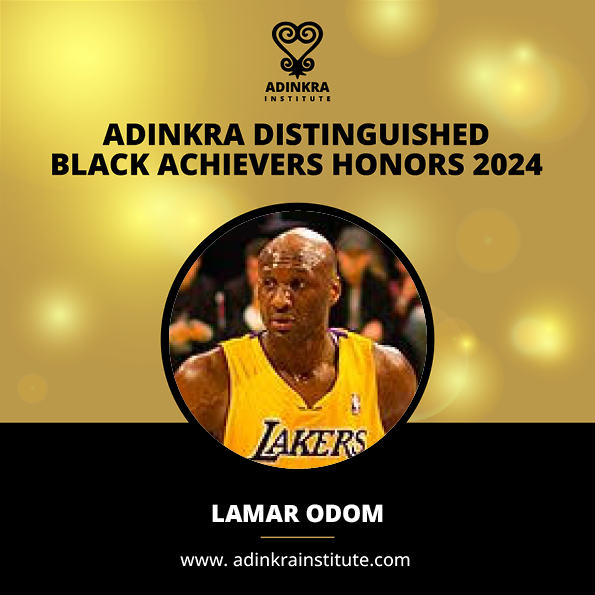 ADINKRA
INSTITUTE
ADINKRA DISTINGUISHED
BLACK ACHIEVERS HONORS 2024
LAKERS
LAMAR ODOM
www. adinkrainstitute.com